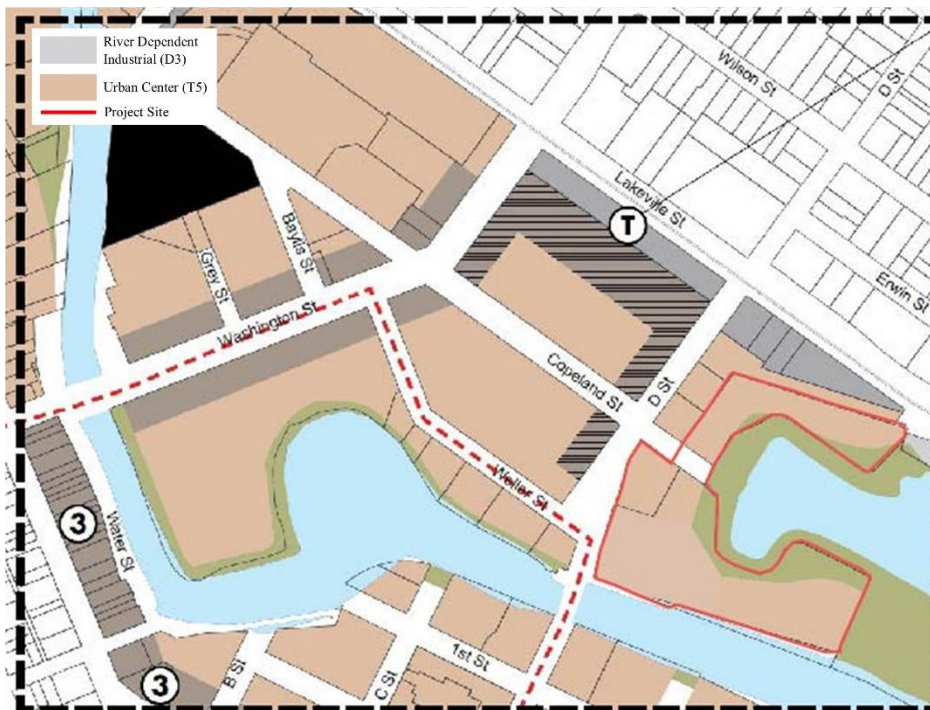 River Dependent
Industrial (D3)
Urban Center (T5)
Project Site
Wilson St
D St
Lakeville St
T
Erwin St
Baylis St
Grey St
Washington St
Copeland St
D St
Weller St
3
Water St
3
B St
C St
1st St